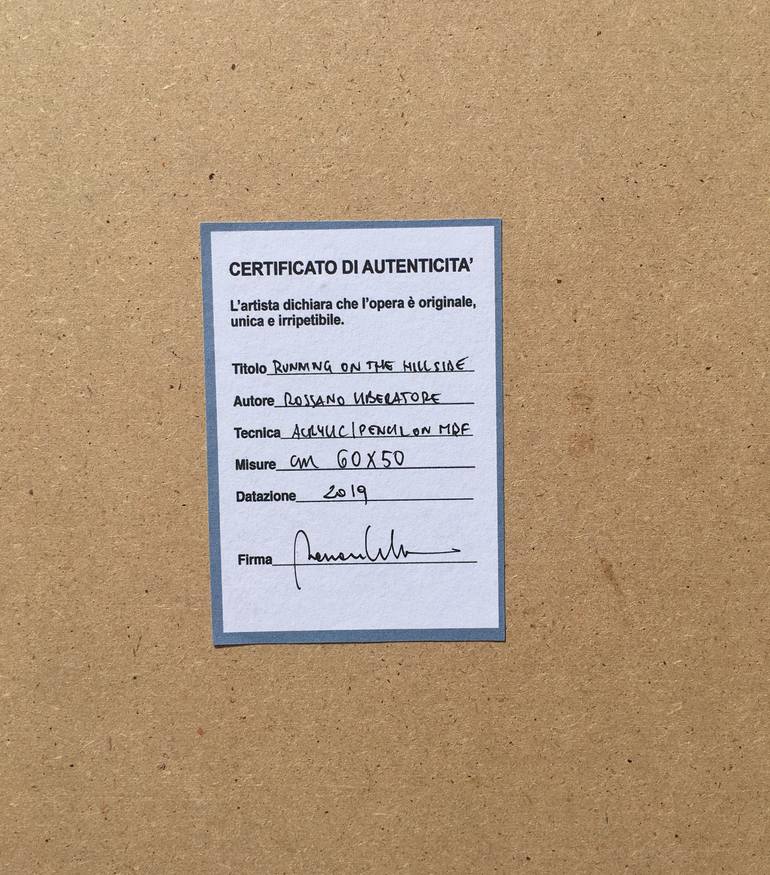 CERTIFICATO DI AUTENTICITA'
L'artista dichiara che l'opera è originale,
unica e irripetibile.
Titolo RUNNING ON THE HILLSIDE
Autore ROSSANO LIBERATORE
Tecnica ACRYLIC/PENCIL ON MDF
Misure cm 60X50
Datazione 2019
Firma